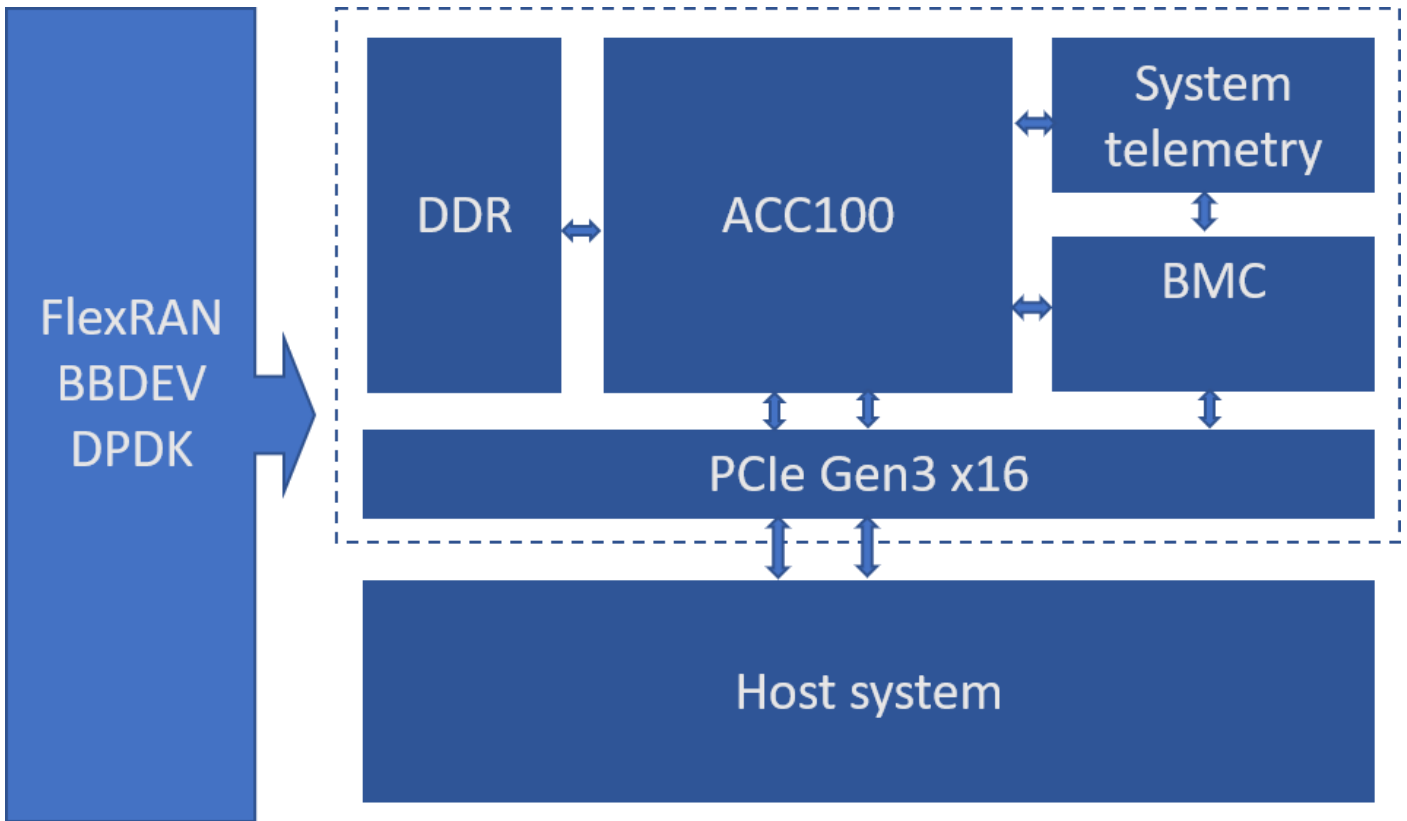 FlexRAN
BBDEV
DPDK
DDR
ACC100
System
telemetry
BMC
PCIe Gen3 x16
Host system